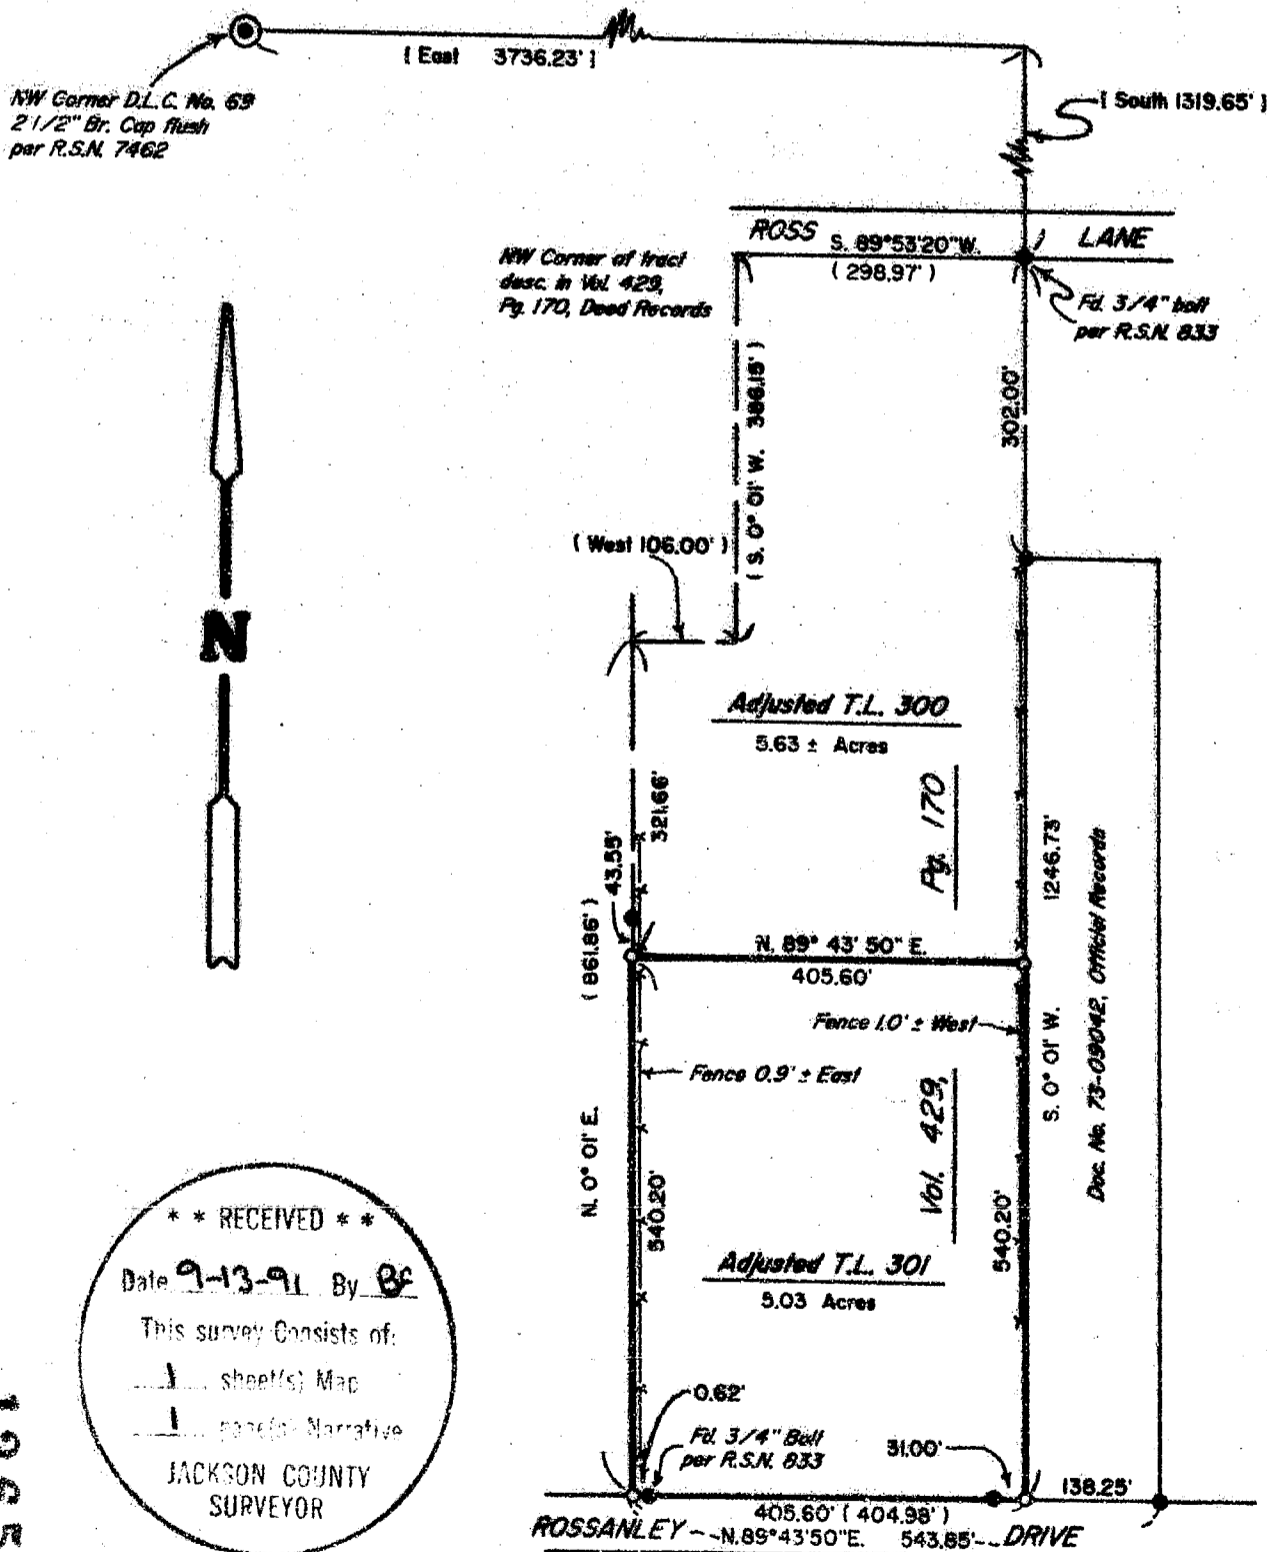 [ East 3736.23' ]
NW Corner D.L.C. No. 69
2 1/2" Br. Cap flush
per R.S.N. 7462
[ South 1319.65' ]
ROSS LANE
S. 89°53'20"W.
( 298.97' )
NW Corner of tract
desc. in Vol. 429,
Pg. 170, Deed Records
Fd. 3/4" bolt
per R.S.N. 833
( S. 0° 01' W. 386.15' )
302.00'
( West 106.00' )
N
Adjusted T.L. 300
5.63 ± Acres
321.66'
43.55'
( 861.86' )
Pg. 170
1246.73'
Doc. No. 73-09042, Official Records
N. 89° 43' 50" E.
405.60'
Fence 1.0' ± West
Fence 0.9' ± East
S. 0° 01' W.
Vol. 429,
N. 0° 01' E.
540.20'
540.20'
Adjusted T.L. 301
5.03 Acres
* * RECEIVED * *
Date 9-13-91 By
This survey Consists of:
1 sheet(s) Map
1 page(s) Narrative
JACKSON COUNTY
SURVEYOR
0.62'
Fd. 3/4" Bolt
per R.S.N. 833
31.00'
138.25'
405.60' ( 404.98' )
ROSSANLEY - - N.89°43'50"E. 543.85' - - DRIVE